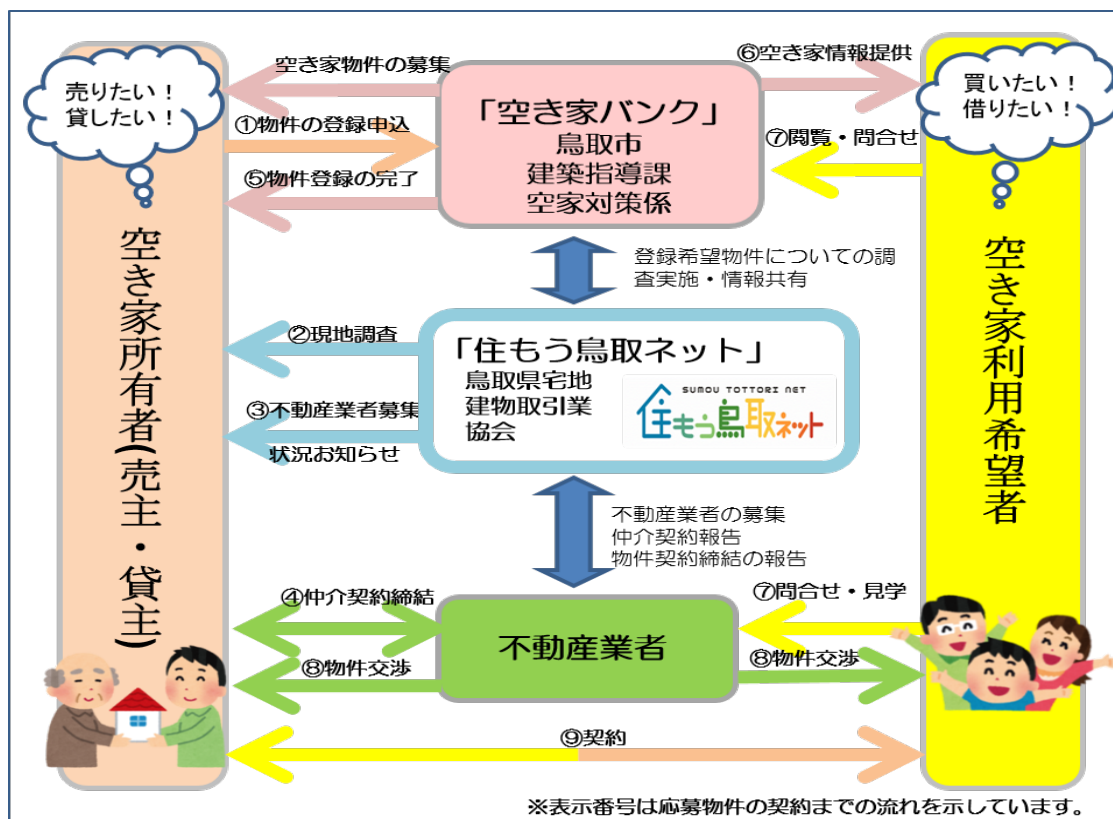 売りたい！
貸したい！
空き家所有者(売主・貸主)
空き家物件の募集
①物件の登録申込
⑤物件登録の完了
「空き家バンク」
鳥取市
建築指導課
空家対策係
⑥空き家情報提供
⑦閲覧・問合せ
買いたい！
借りたい！
空き家利用希望者
登録希望物件についての調
査実施・情報共有
②現地調査
③不動産業者募集
状況お知らせ
「住もう鳥取ネット」
鳥取県宅地
建物取引業
協会
SUMOU TOTTORI NET
住もう鳥取ネット
不動産業者の募集
仲介契約報告
物件契約締結の報告
④仲介契約締結
⑧物件交渉
不動産業者
⑦問合せ・見学
⑧物件交渉
⑨契約
※表示番号は応募物件の契約までの流れを示しています。